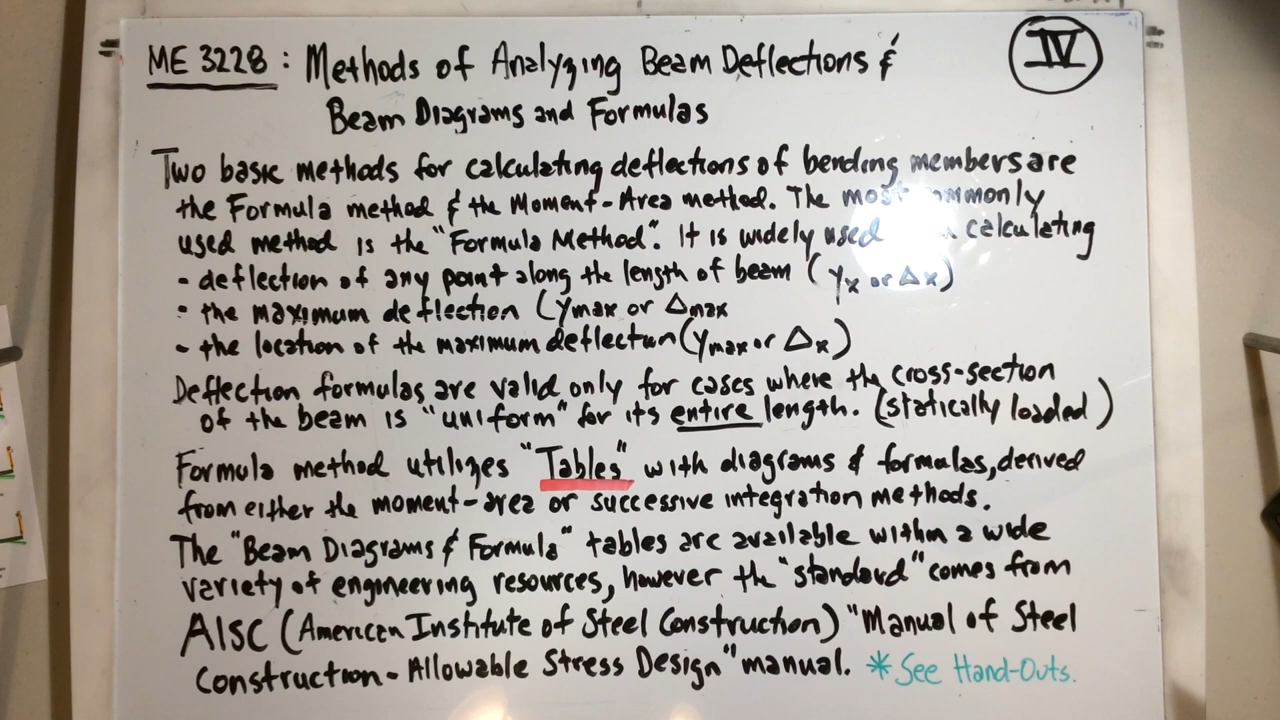 ME 3228 : Methods of Analyzing Beam Deflections &
IV
Beam Diagrams and Formulas
Two basic methods for calculating deflections of bending members are
the Formula method & the Moment-Area method. The most
used method is the "Formula Method". It is widely used calculating
- deflection of any point along the length of beam (yx or Δx)
• the maximum deflection (ymax or Δmax
- the location of the maximum deflection (ymax or Δx)
Deflection formulas are valid only for cases where the cross-section
of the beam is "uniform" for its entire length. (statically loaded)
Formula method utilizes "Tables" with diagrams & formulas, derived
from either the moment-area or successive integration methods.
The "Beam Diagrams & Formula" tables are available within a wide
variety of engineering resources, however the "standard" comes from
AISC (American Institute of Steel Construction) "Manual of Steel
Construction - Allowable Stress Design" manual. * See Hand-Outs.